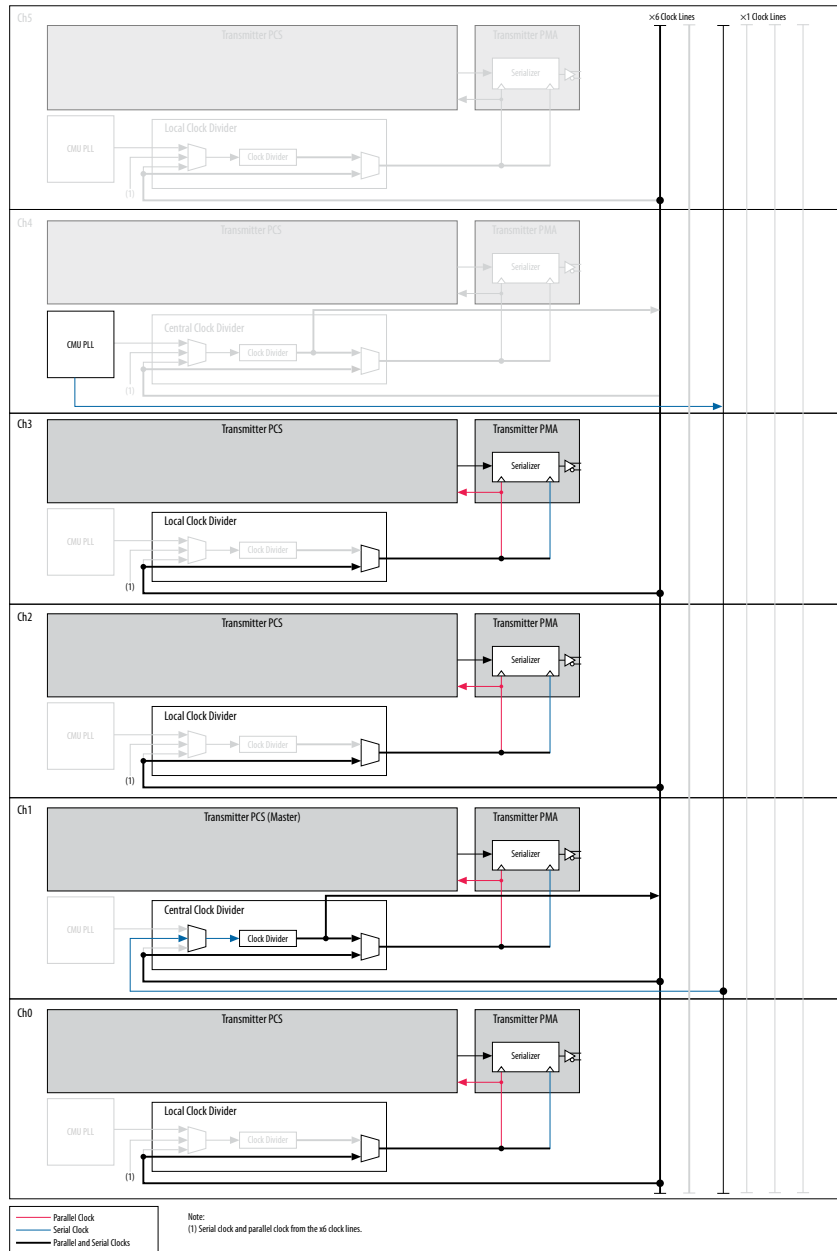 ×6 Clock Lines
×1 Clock Lines
Ch5
Transmitter PCS
Transmitter PMA
Serializer
Local Clock Divider
CMU PLL
Clock Divider
(1)
Ch4
Transmitter PCS
Transmitter PMA
Serializer
Central Clock Divider
CMU PLL
Clock Divider
(1)
Ch3
Transmitter PCS
Transmitter PMA
Serializer
Local Clock Divider
CMU PLL
Clock Divider
(1)
Ch2
Transmitter PCS
Transmitter PMA
Serializer
Local Clock Divider
CMU PLL
Clock Divider
(1)
Ch1
Transmitter PCS (Master)
Transmitter PMA
Serializer
Central Clock Divider
CMU PLL
Clock Divider
Ch0
Transmitter PCS
Transmitter PMA
Serializer
Local Clock Divider
CMU PLL
Clock Divider
(1)
Parallel Clock
Serial Clock
Parallel and Serial Clocks
Note:
(1) Serial clock and parallel clock from the x6 clock lines.